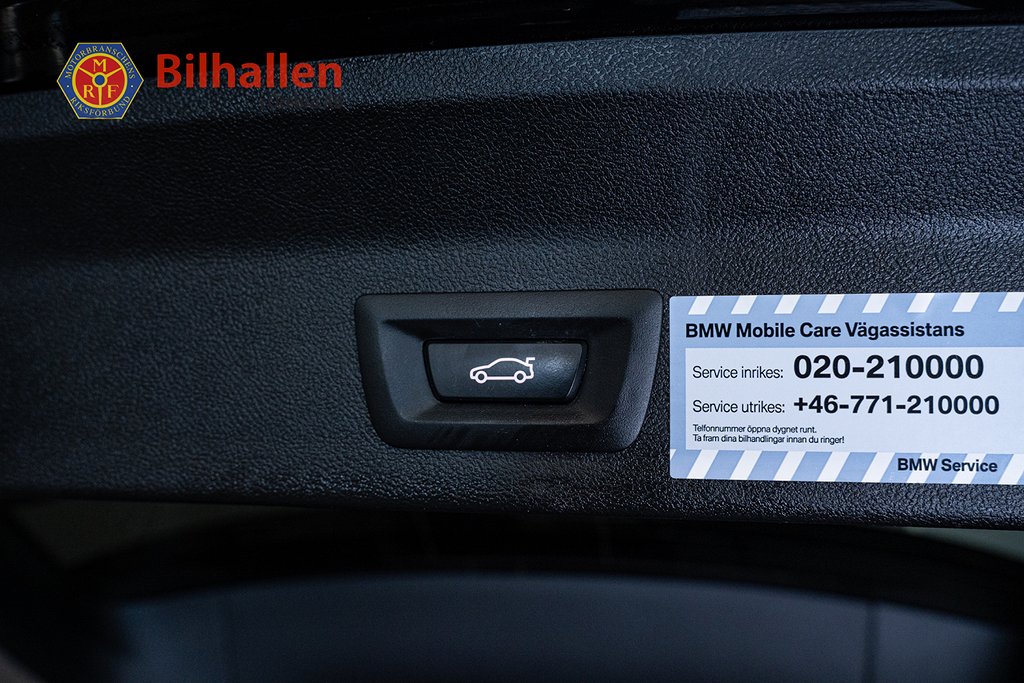 MOTORBRANSCHENS
M
R F
RIKSFÖRBUND
Bilhallen
BMW Mobile Care Vägassistans
Service inrikes: 020-210000
Service utrikes: +46-771-210000
Telfonnummer öppna dygnet runt.
Ta fram dina bilhandlingar innan du ringer!
BMW Service